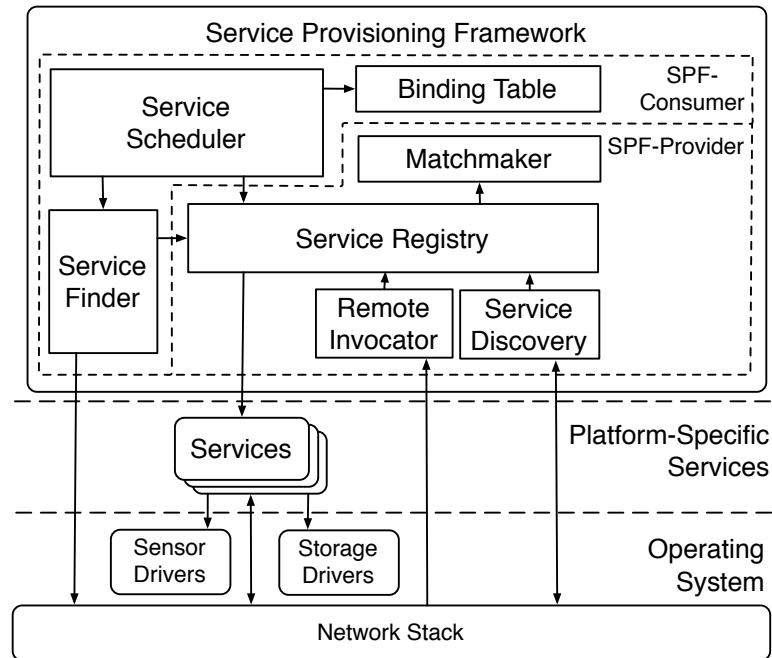 Service Provisioning Framework
Service
Scheduler
Binding Table
SPF-
Consumer
Matchmaker
SPF-Provider
Service
Finder
Service Registry
Remote
Invocator
Service
Discovery
Services
Platform-Specific
Services
Sensor
Drivers
Storage
Drivers
Operating
System
Network Stack